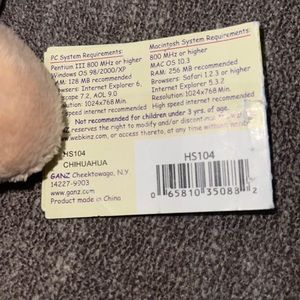 PC System Requirements:
Pentium III 800 MHz or higher
Windows OS 98/2000/XP
RAM: 128 MB recommended
Browsers: Internet Explorer 6,
Netscape 7.2, AOL 9.0
Resolution: 1024x768 Min.
High speed internet recommended
Macintosh System Requirements:
800 MHz or higher
MAC OS 10.3
RAM: 256 MB recommended
Browsers: Safari 1.2.3 or higher
Internet Explorer 5.3.2
Resolution: 1024x768 Min.
High speed internet recommended
Not recommended for children under 3 yrs. of age.
reserves the right to modify and/or discontinue
webkinz.com, or access thereto, at any time without
HS104
CHIHUAHUA
GANZ Cheektowaga, N.Y.
14227-9903
www.ganz.com
Product made in China
HS104
0 65810 35083 2